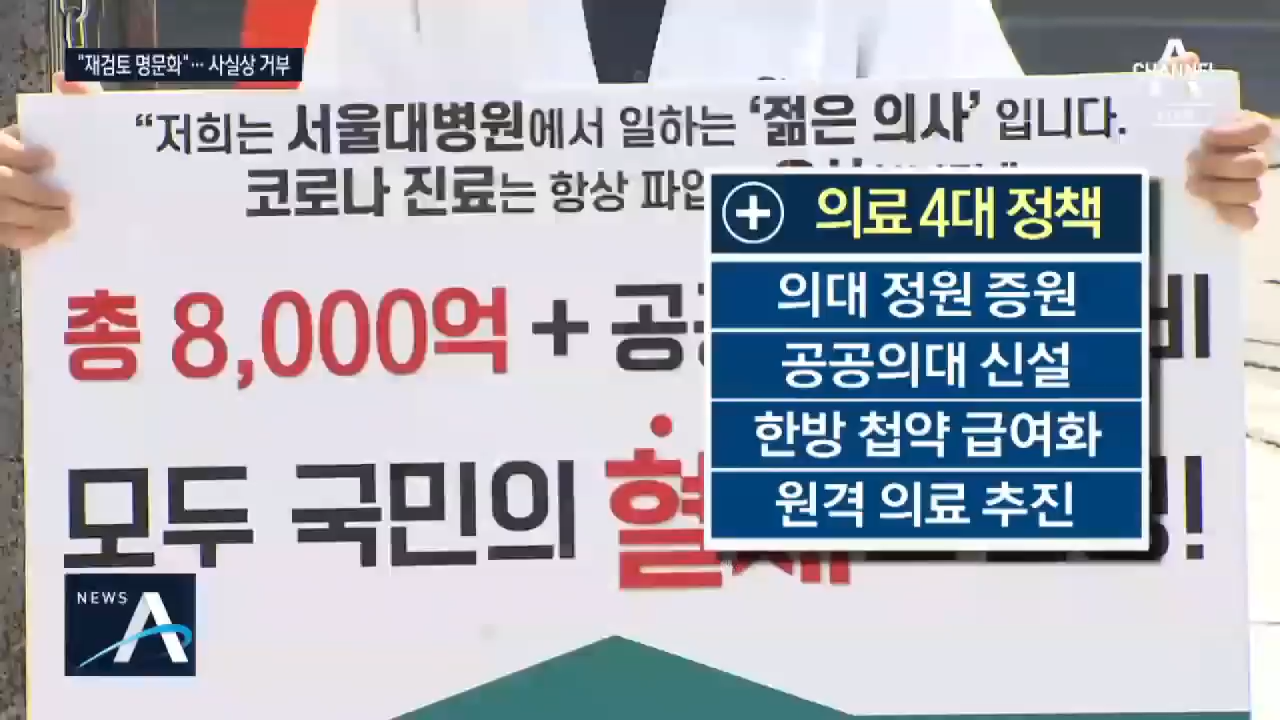 "재검토 명문화"… 사실상 거부
CHANNEL
"저희는 서울대병원에서 일하는 '젊은 의사' 입니다.
코로나 진료는 항상
의료 4대 정책
의대 정원 증원
공공의대 신설
한방 첩약 급여화
원격 의료 추진
총 8,000억 +
모두 국민의
NEWS A